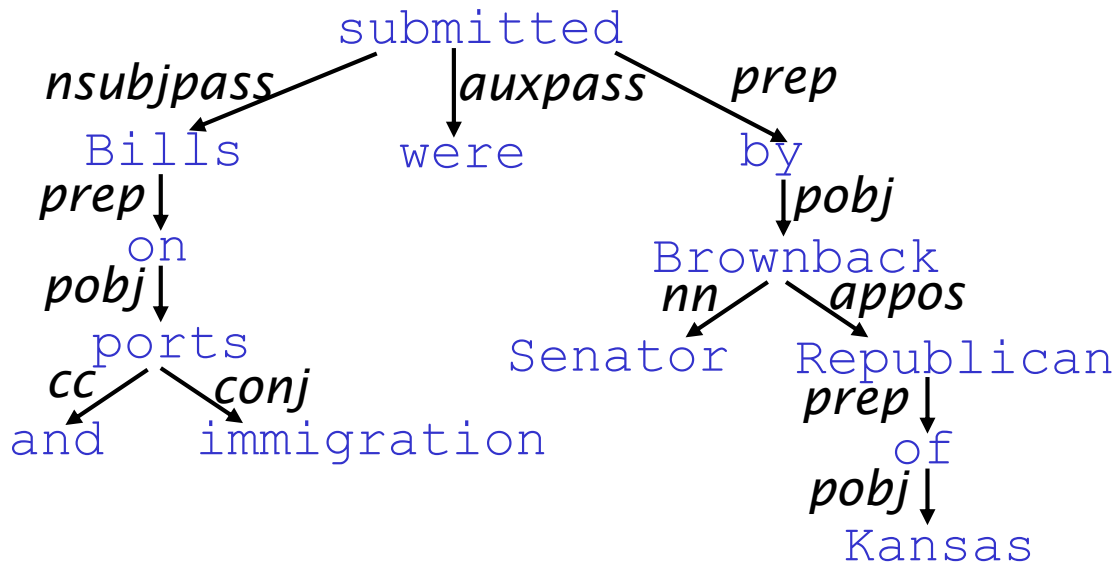 submitted
nsubjpass auxpass prep
Bills were by
prep pobj
on Brownback
pobj nn appos
ports Senator Republican
cc conj prep
and immigration of
pobj
Kansas